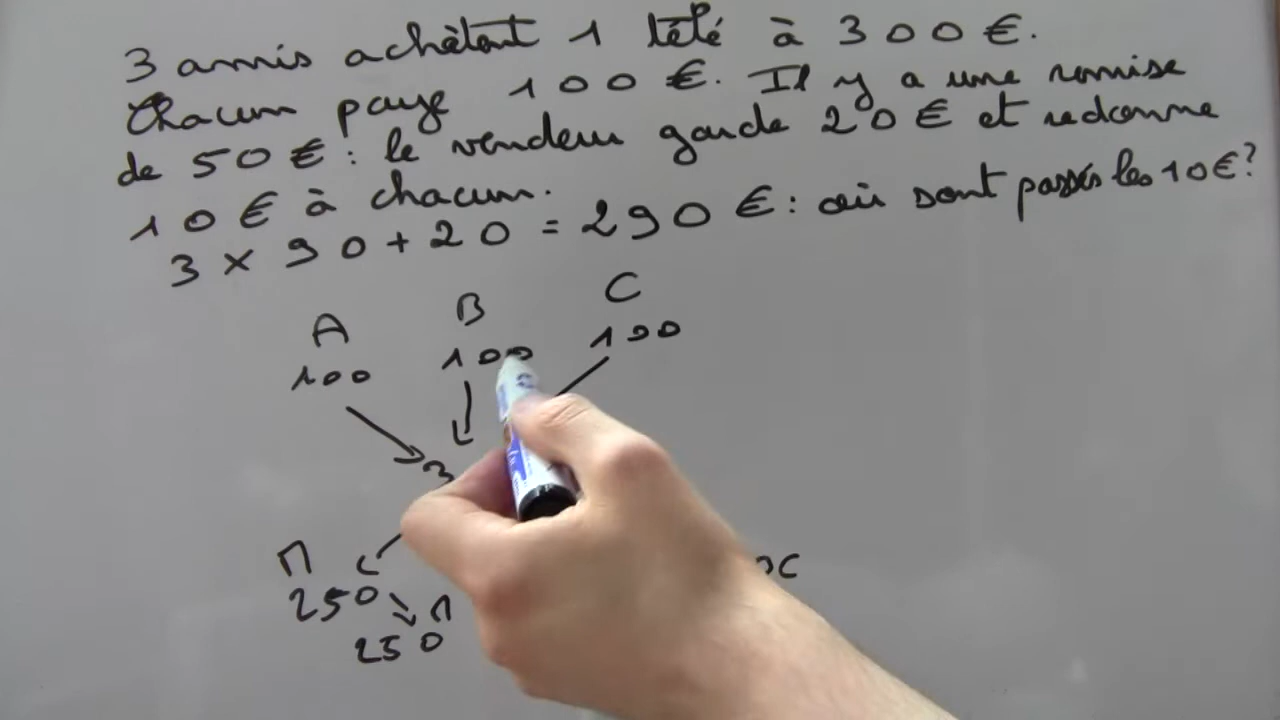 3 amis achètent 1 télé à 300 €.
Chacun paye 100 €. Il y a une remise
de 50 € : le vendeur garde 20 € et redonne
10 € à chacun.
3 × 90 + 20 = 290 € : où sont passés les 10 € ?
A B C
100 100 100
3
M C
250
M
250